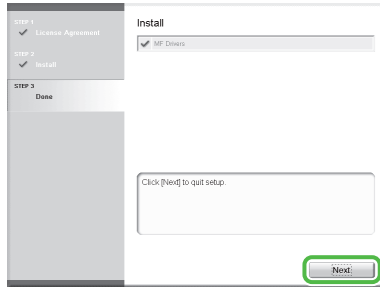 STEP 1
License Agreement
STEP 2
Install
STEP 3
Done
Install
MF Drivers
Click [Next] to quit setup.
Next